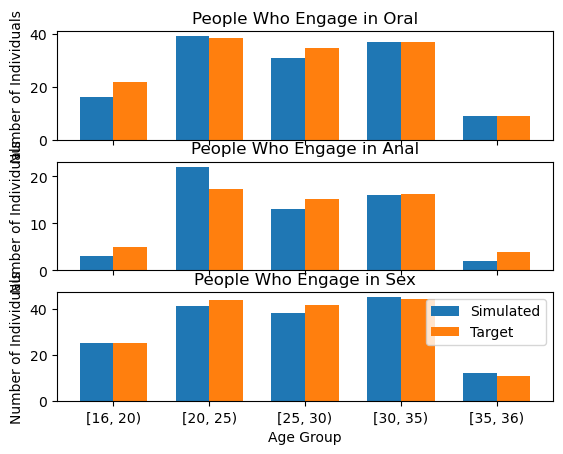 People Who Engage in Oral
Number of Individuals
40
20
0
People Who Engage in Anal
Number of Individuals
20
10
0
People Who Engage in Sex
Number of Individuals
40
20
0
Simulated
Target
[16, 20) [20, 25) [25, 30) [30, 35) [35, 36)
Age Group